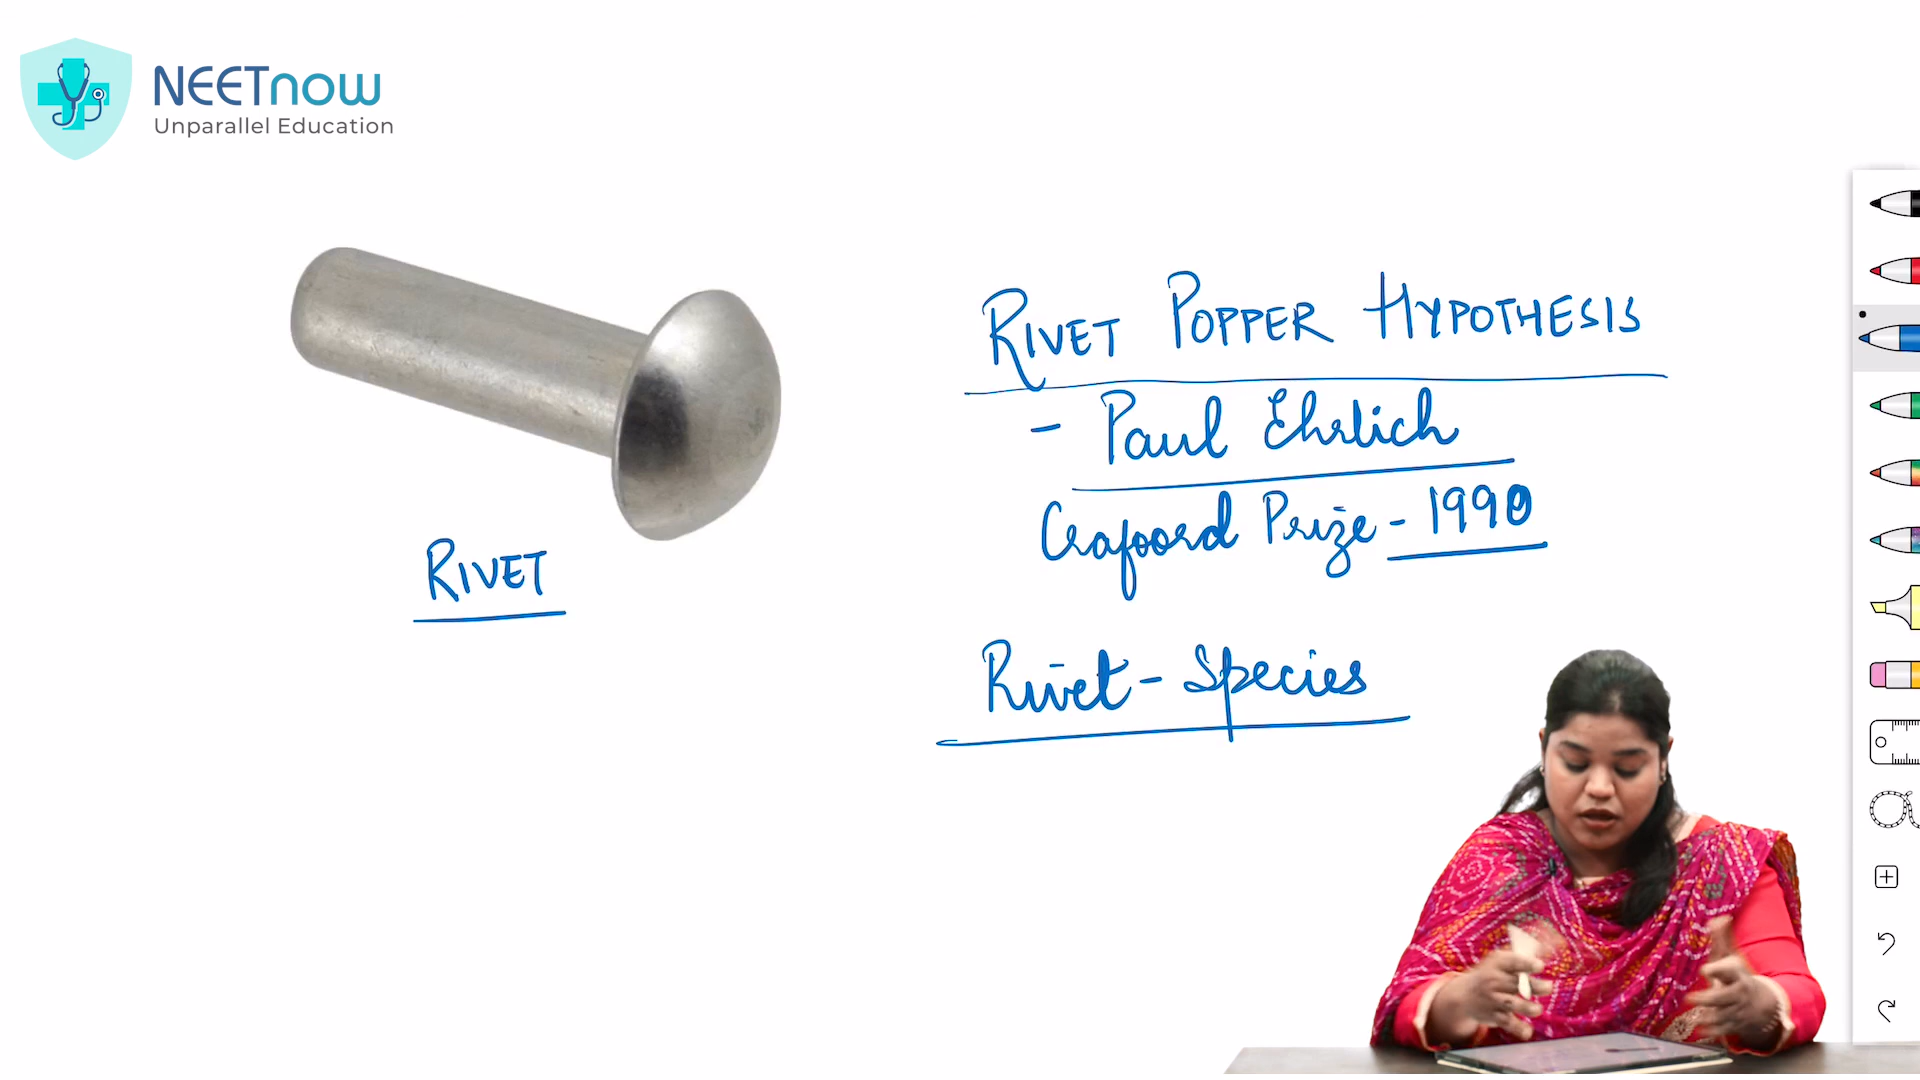 NEETnow
Unparallel Education
RIVET POPPER HYPOTHESIS
- Paul Ehrlich
Crafoord Prize - 1990
RIVET
Rivet - Species